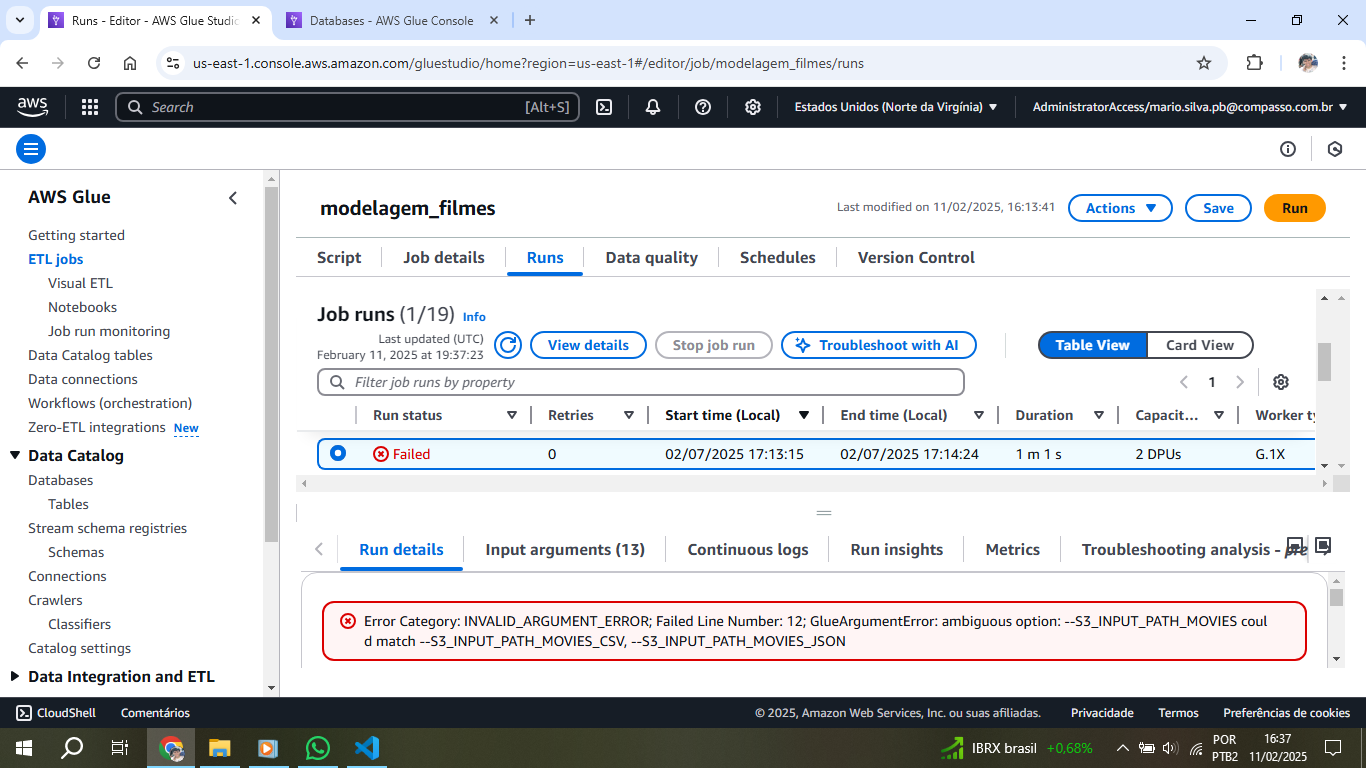 Runs - Editor - AWS Glue Studio
Databases - AWS Glue Console
us-east-1.console.aws.amazon.com/gluestudio/home?region=us-east-1#/editor/job/modelagem_filmes/runs
aws
Search
[Alt+S]
Estados Unidos (Norte da Virgínia)
AdministratorAccess/mario.silva.pb@compasso.com.br
AWS Glue
Getting started
ETL jobs
Visual ETL
Notebooks
Job run monitoring
Data Catalog tables
Data connections
Workflows (orchestration)
Zero-ETL integrations New
Data Catalog
Databases
Tables
Stream schema registries
Schemas
Connections
Crawlers
Classifiers
Catalog settings
Data Integration and ETL
modelagem_filmes
Last modified on 11/02/2025, 16:13:41
Actions
Save
Run
Script
Job details
Runs
Data quality
Schedules
Version Control
Job runs (1/19) Info
Last updated (UTC)
February 11, 2025 at 19:37:23
View details
Stop job run
Troubleshoot with AI
Table View
Card View
Filter job runs by property
1
Run status
Retries
Start time (Local)
End time (Local)
Duration
Capacit...
Worker ty
Failed
0
02/07/2025 17:13:15
02/07/2025 17:14:24
1 m 1 s
2 DPUs
G.1X
Run details
Input arguments (13)
Continuous logs
Run insights
Metrics
Troubleshooting analysis - pre
Error Category: INVALID_ARGUMENT_ERROR; Failed Line Number: 12; GlueArgumentError: ambiguous option: --S3_INPUT_PATH_MOVIES coul
d match --S3_INPUT_PATH_MOVIES_CSV, --S3_INPUT_PATH_MOVIES_JSON
CloudShell
Comentários
© 2025, Amazon Web Services, Inc. ou suas afiliadas.
Privacidade
Termos
Preferências de cookies
IBRX brasil +0,68%
POR
PTB2
16:37
11/02/2025